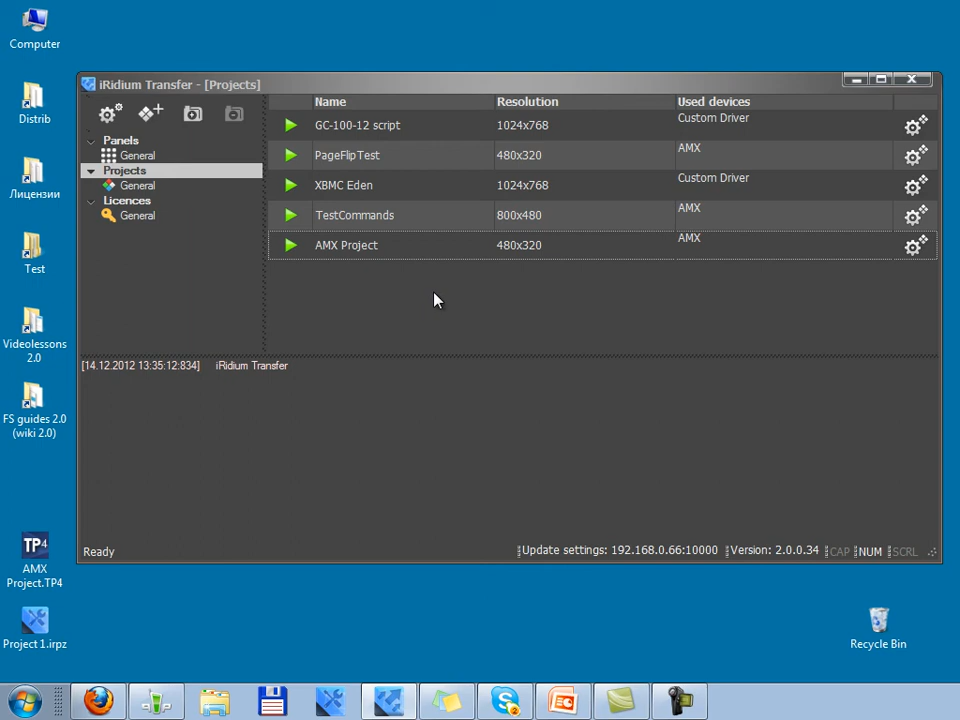 Computer
Distrib
Лицензии
Test
Videolessons
2.0
FS guides 2.0
(wiki 2.0)
TP4
AMX
Project.TP4
Project 1.irpz
Recycle Bin
iRidium Transfer - [Projects]
Panels
General
Projects
General
Licences
General
Name Resolution Used devices
GC-100-12 script 1024x768 Custom Driver
PageFlipTest 480x320 AMX
XBMC Eden 1024x768 Custom Driver
TestCommands 800x480 AMX
AMX Project 480x320 AMX
[14.12.2012 13:35:12:834] iRidium Transfer
Ready Update settings: 192.168.0.66:10000 Version: 2.0.0.34 CAP NUM SCRL
2